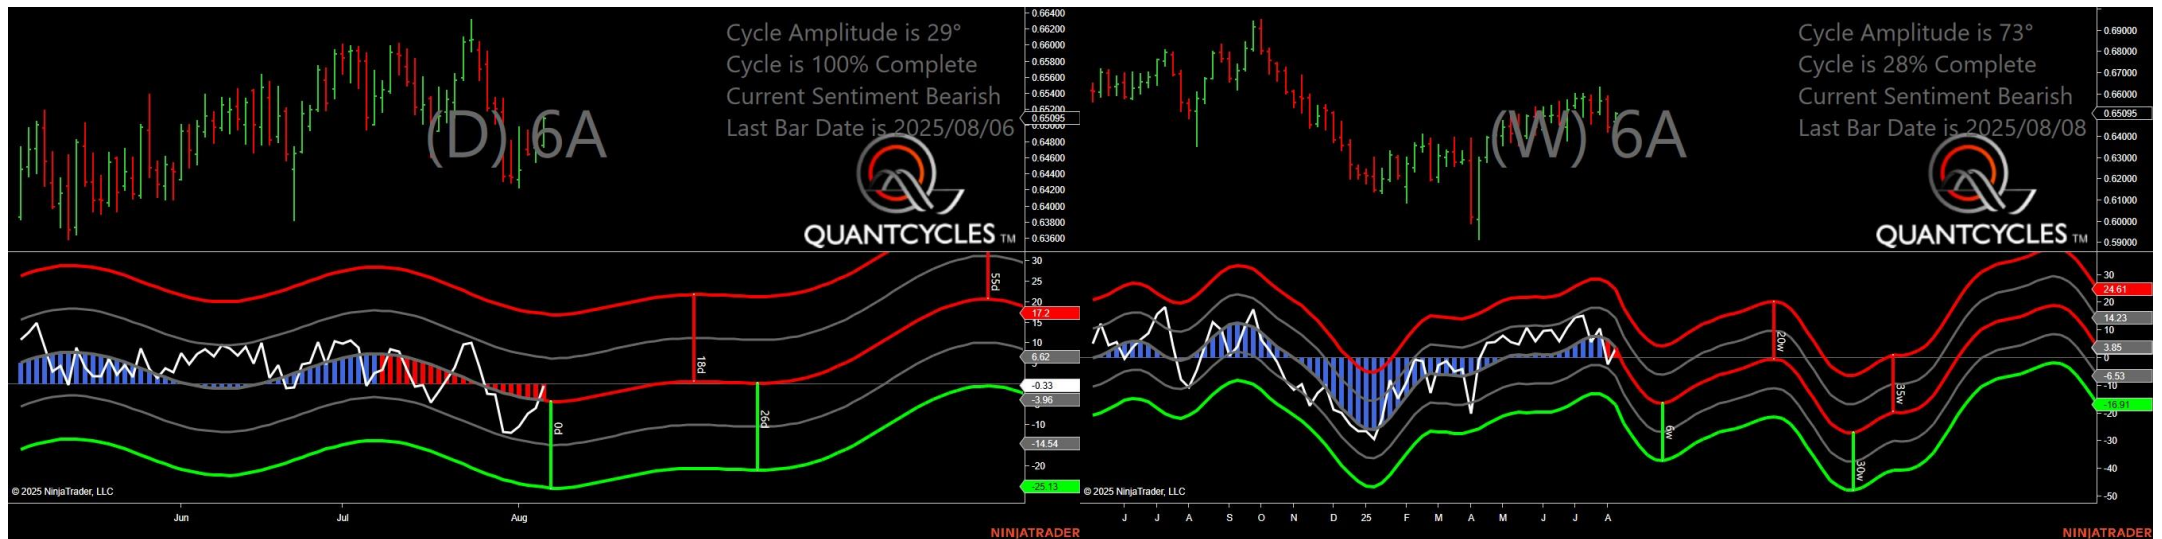 Cycle Amplitude is 29°
Cycle is 100% Complete
Current Sentiment Bearish
Last Bar Date is 2025/08/06
(D) 6A
QUANTCYCLES TM
0.66400
0.66200
0.66000
0.65800
0.65600
0.65400
0.65200
0.65095
0.65000
0.64800
0.64600
0.64400
0.64200
0.64000
0.63800
0.63600
30
25
20
17.2
15
10
6.62
5
-0.33
-3.96
-10
-14.54
-20
-25.13
0d
18d
26d
55d
© 2025 NinjaTrader, LLC
Jun Jul Aug
NINJATRADER
Cycle Amplitude is 73°
Cycle is 28% Complete
Current Sentiment Bearish
Last Bar Date is 2025/08/08
(W) 6A
QUANTCYCLES TM
0.69000
0.68000
0.67000
0.66000
0.65095
0.64000
0.63000
0.62000
0.61000
0.60000
0.59000
30
24.61
20
14.23
10
3.85
0
-6.53
-10
-16.91
-20
-30
-40
-50
6w
20w
30w
35w
© 2025 NinjaTrader, LLC
J J A S O N D 25 F M A M J J A
NINJATRADER